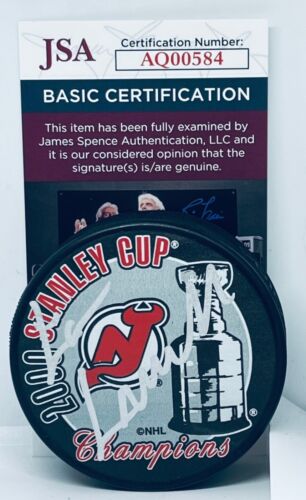 JSA
Certification Number:
AQ00584
BASIC CERTIFICATION
This item has been fully examined by
James Spence Authentication, LLC and
it is our considered opinion that the
signature(s) is/are genuine.
2000 STANLEY CUP®
©NHL
Champions